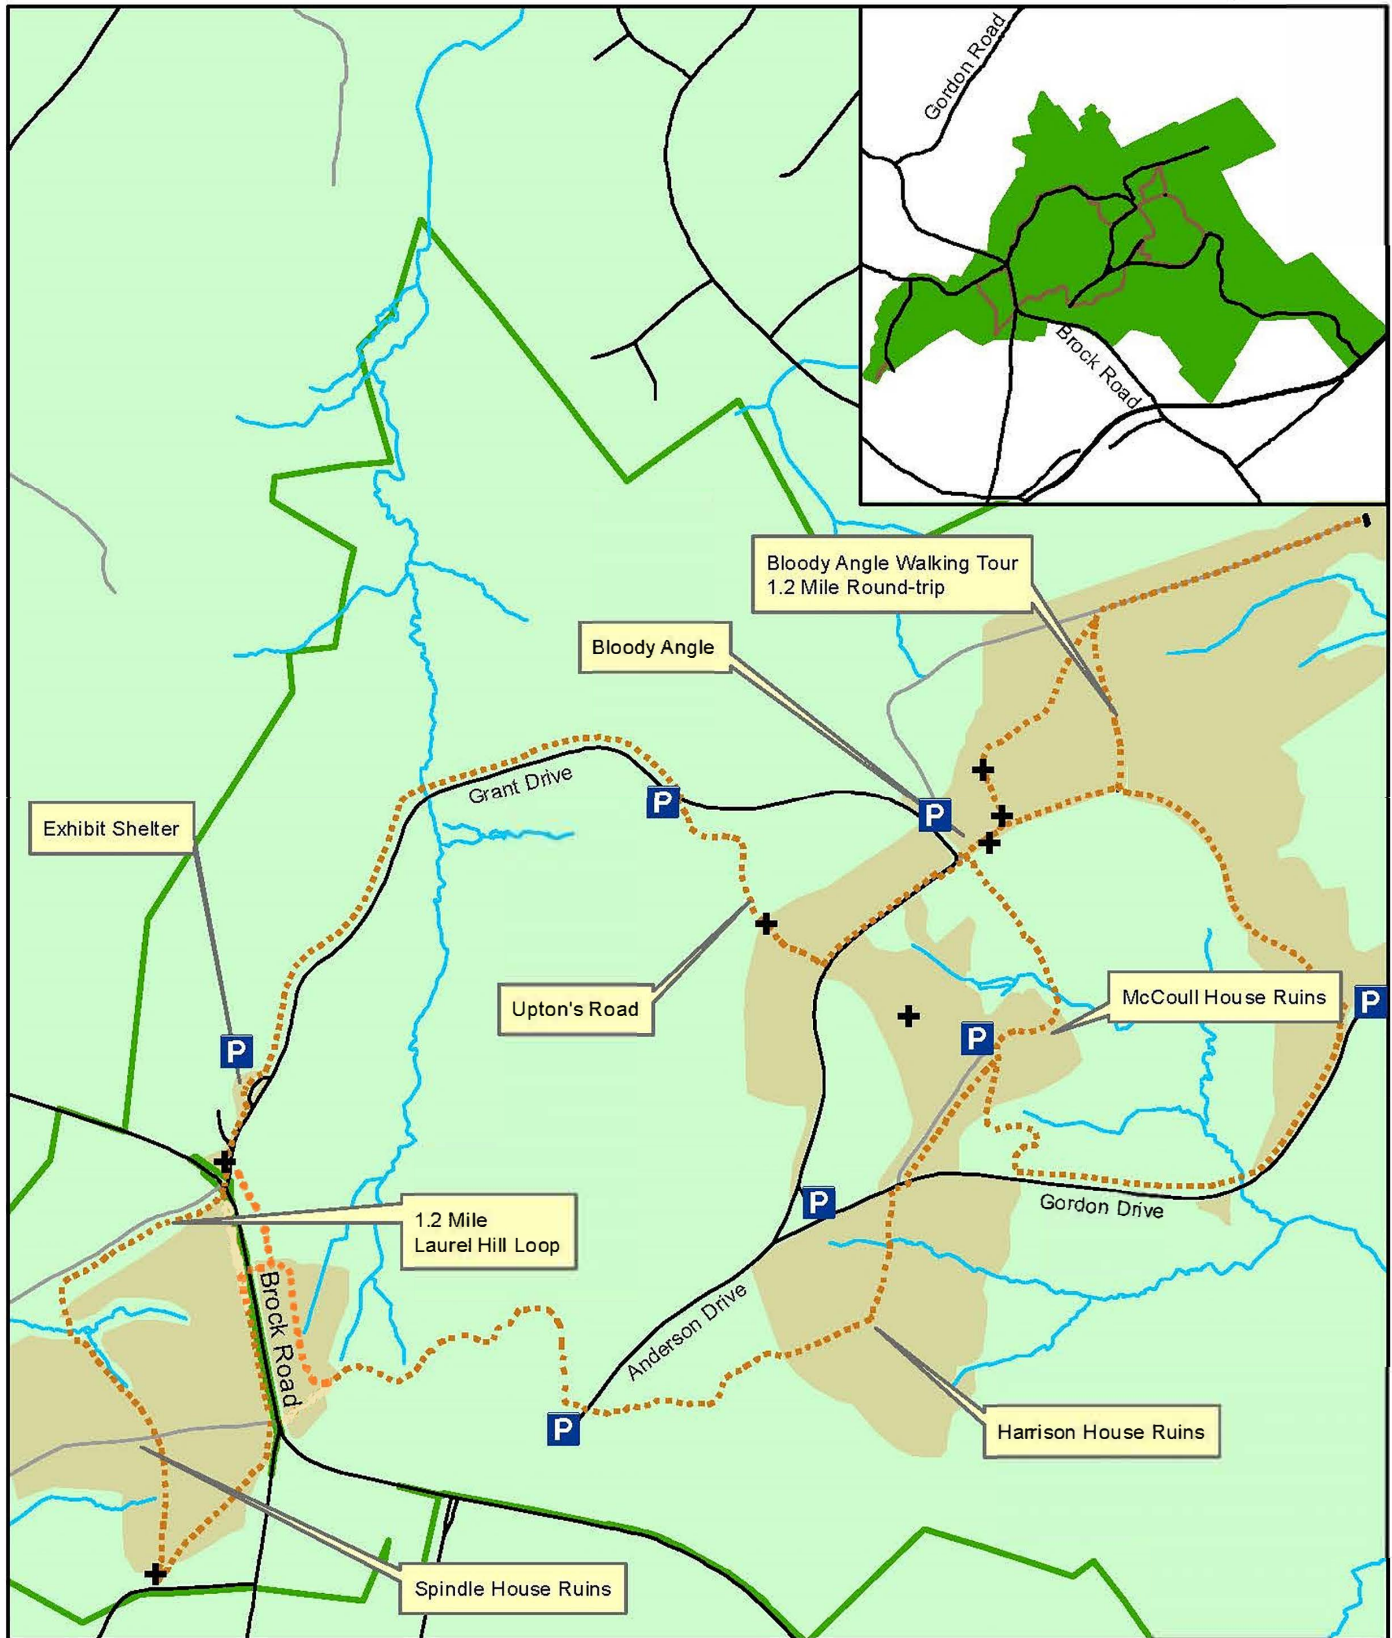 Gordon Road
Brock Road
Bloody Angle Walking Tour
1.2 Mile Round-trip
Bloody Angle
P
Grant Drive
P
Exhibit Shelter
Upton's Road
McCoull House Ruins
P
P
P
P
Gordon Drive
1.2 Mile
Laurel Hill Loop
Brock Road
Anderson Drive
P
Harrison House Ruins
Spindle House Ruins